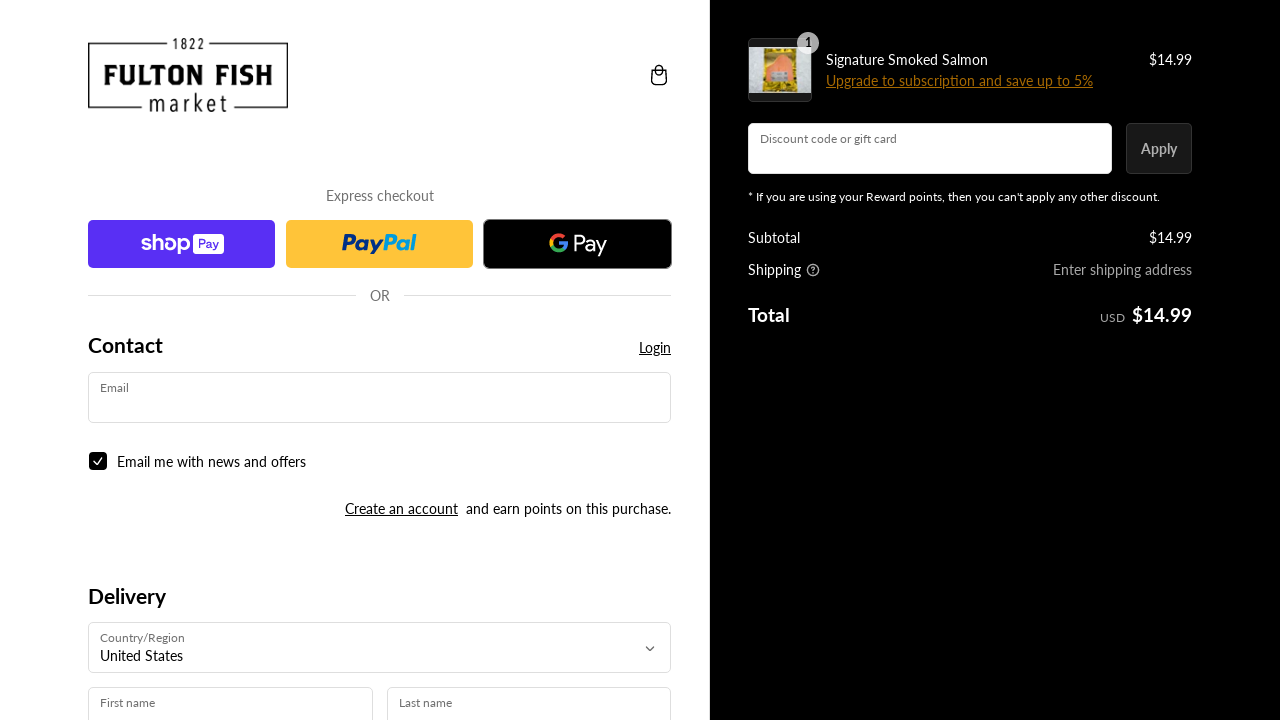 1822
FULTON FISH
market
Express checkout
shop Pay
PayPal
G Pay
OR
Contact
Login
Email
Email me with news and offers
Create an account and earn points on this purchase.
Delivery
Country/Region
United States
First name
Last name
1
Signature Smoked Salmon
$14.99
Upgrade to subscription and save up to 5%
Discount code or gift card
Apply
* If you are using your Reward points, then you can't apply any other discount.
Subtotal
$14.99
Shipping
Enter shipping address
Total
USD $14.99